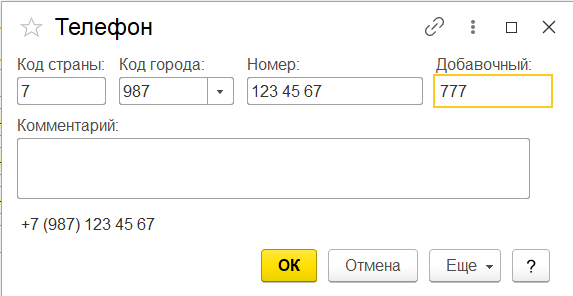 Телефон
Код страны: Код города: Номер: Добавочный:
7 987 123 45 67 777
Комментарий:
+7 (987) 123 45 67
ОК Отмена Еще ?